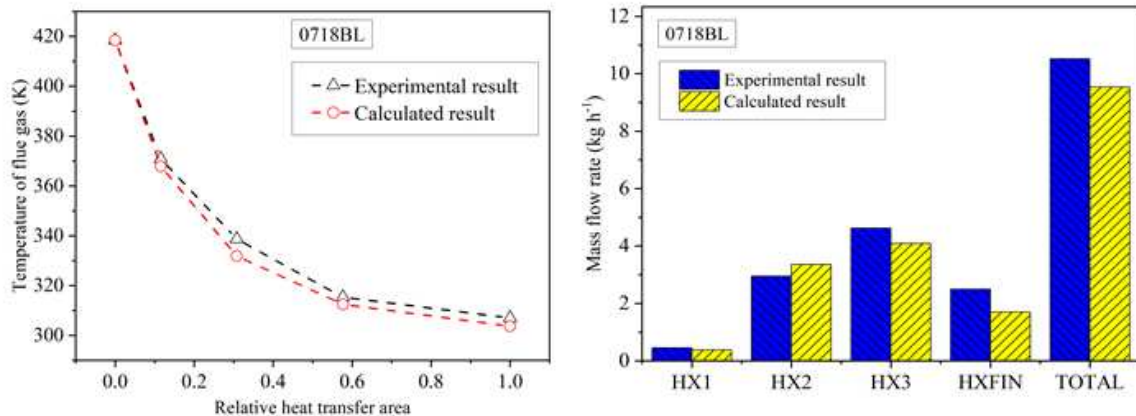 0718BL
Experimental result
Calculated result
Temperature of flue gas (K)
420
400
380
360
340
320
300
0.0 0.2 0.4 0.6 0.8 1.0
Relative heat transfer area
0718BL
Experimental result
Calculated result
Mass flow rate (kg h⁻¹)
12
10
8
6
4
2
0
HX1 HX2 HX3 HXFIN TOTAL